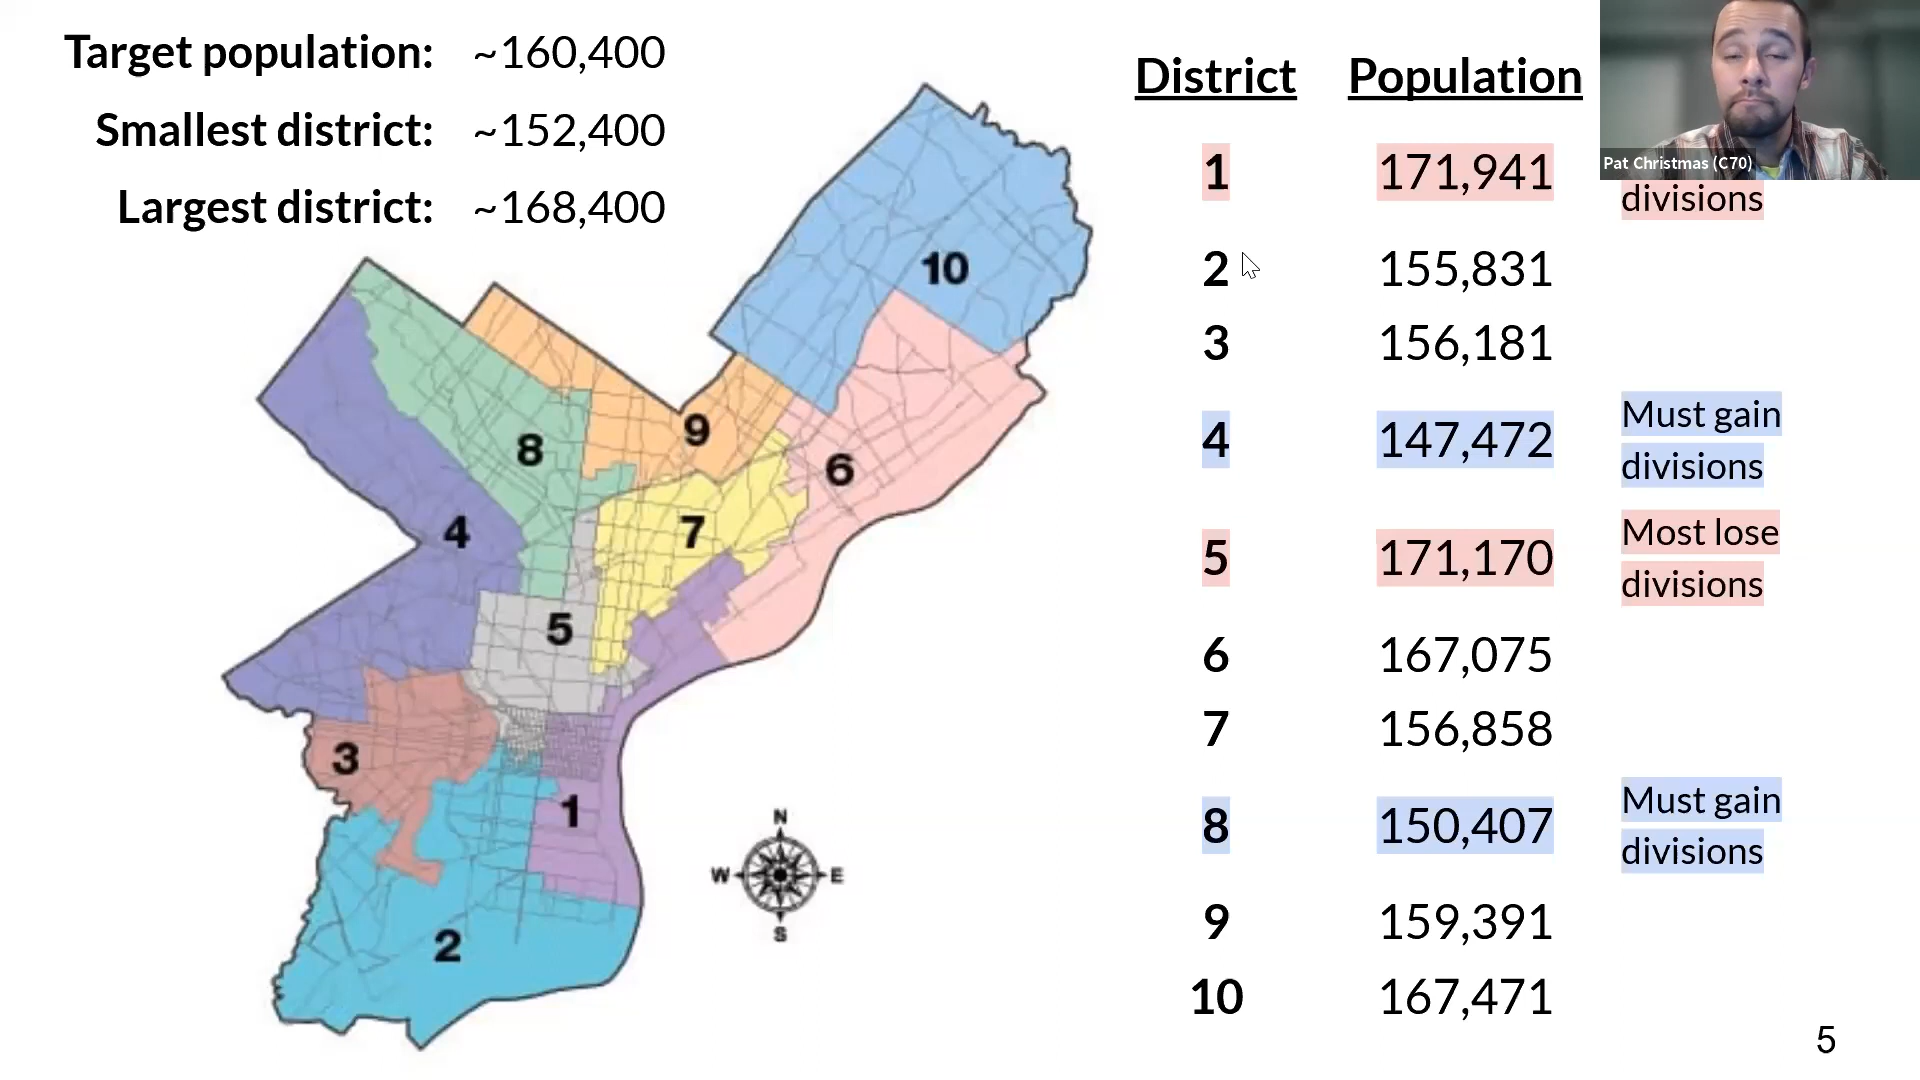 Target population: ~160,400
Smallest district: ~152,400
Largest district: ~168,400
District Population
Pat Christmas (C70)
1 171,941
divisions
2 155,831
3 156,181
4 147,472 Must gain
divisions
5 171,170 Most lose
divisions
6 167,075
7 156,858
8 150,407 Must gain
divisions
9 159,391
10 167,471
10
9
8
6
4
7
5
3
1
2
N
W E
S
5